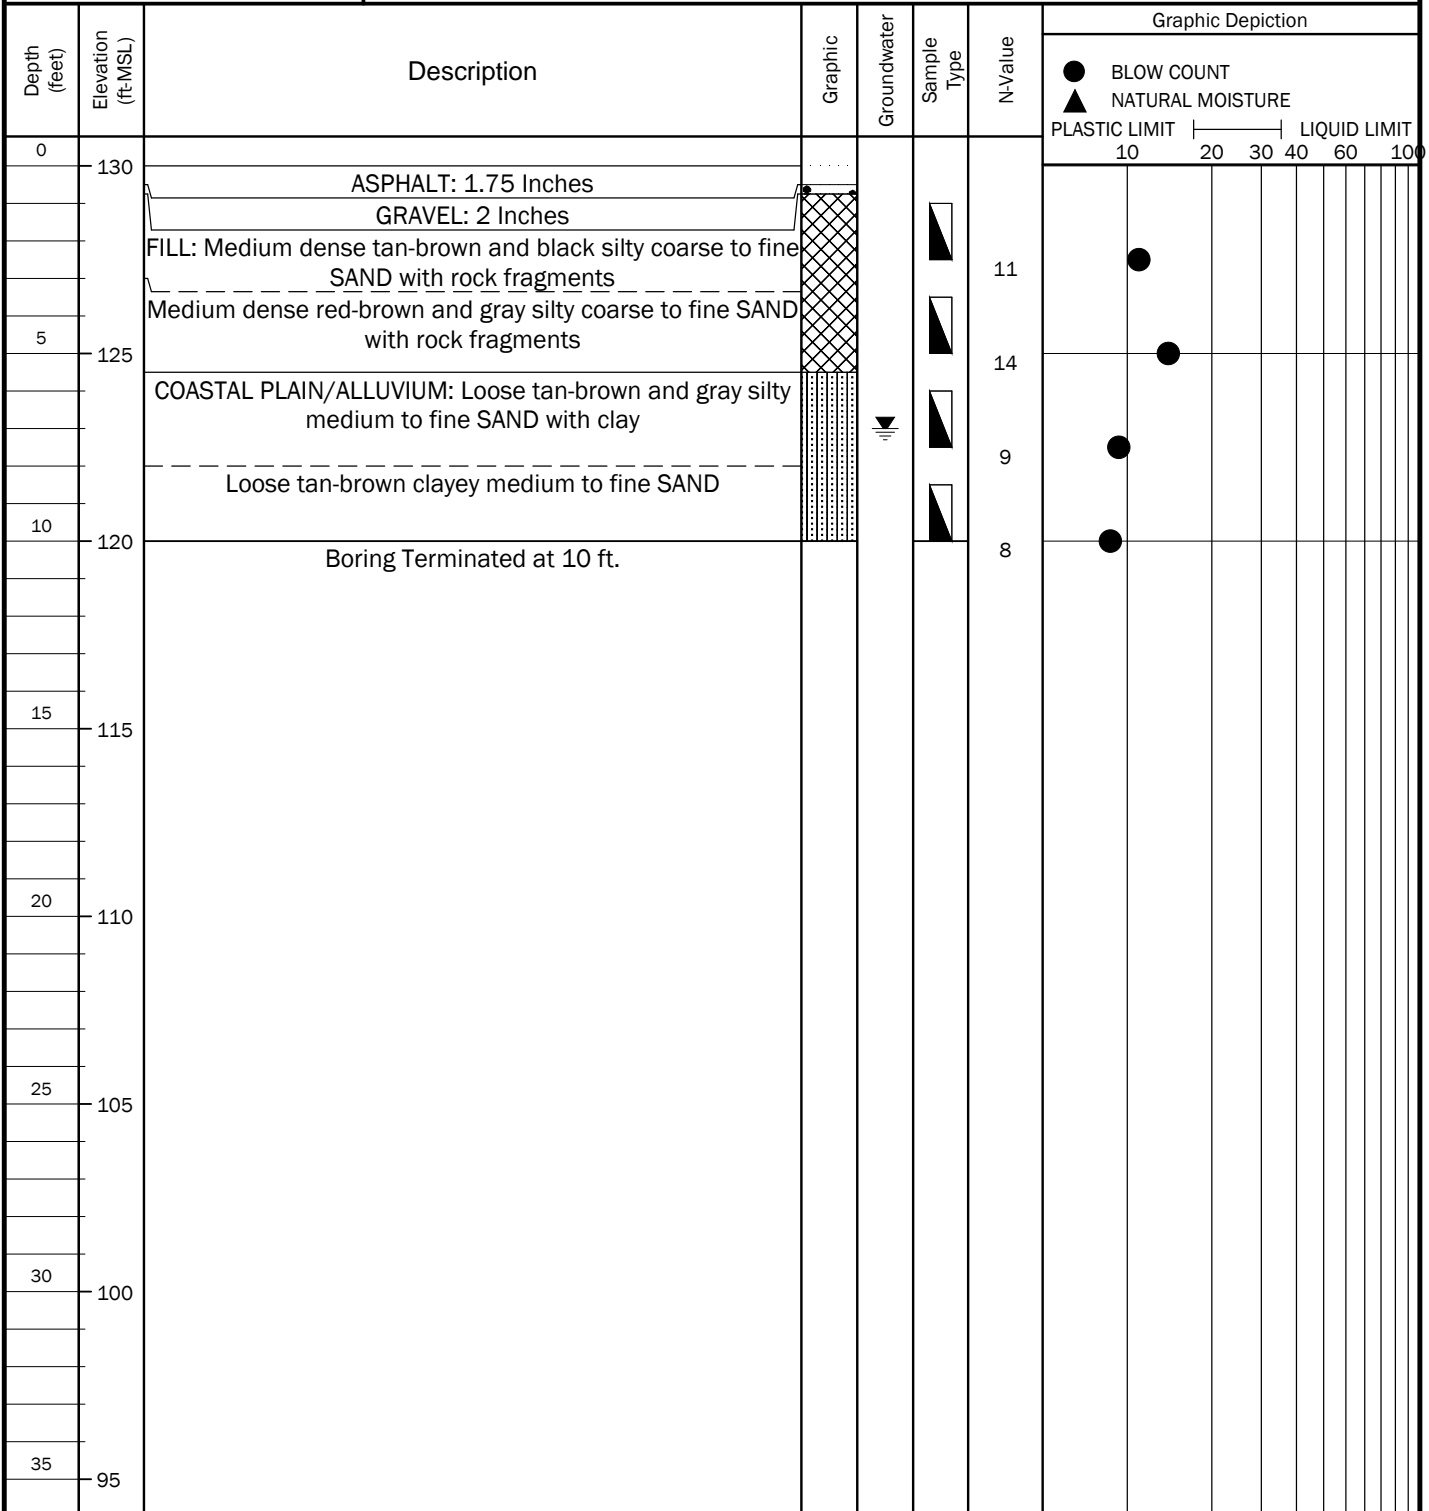 Depth
(feet)
Elevation
(ft-MSL)
Description
Graphic
Groundwater
Sample
Type
N-Value
Graphic Depiction
BLOW COUNT
NATURAL MOISTURE
PLASTIC LIMIT LIQUID LIMIT
10 20 30 40 60 100
0
130
ASPHALT: 1.75 Inches
GRAVEL: 2 Inches
FILL: Medium dense tan-brown and black silty coarse to fine
SAND with rock fragments
11
Medium dense red-brown and gray silty coarse to fine SAND
with rock fragments
5
125
14
COASTAL PLAIN/ALLUVIUM: Loose tan-brown and gray silty
medium to fine SAND with clay
9
Loose tan-brown clayey medium to fine SAND
10
120
8
Boring Terminated at 10 ft.
15
115
20
110
25
105
30
100
35
95